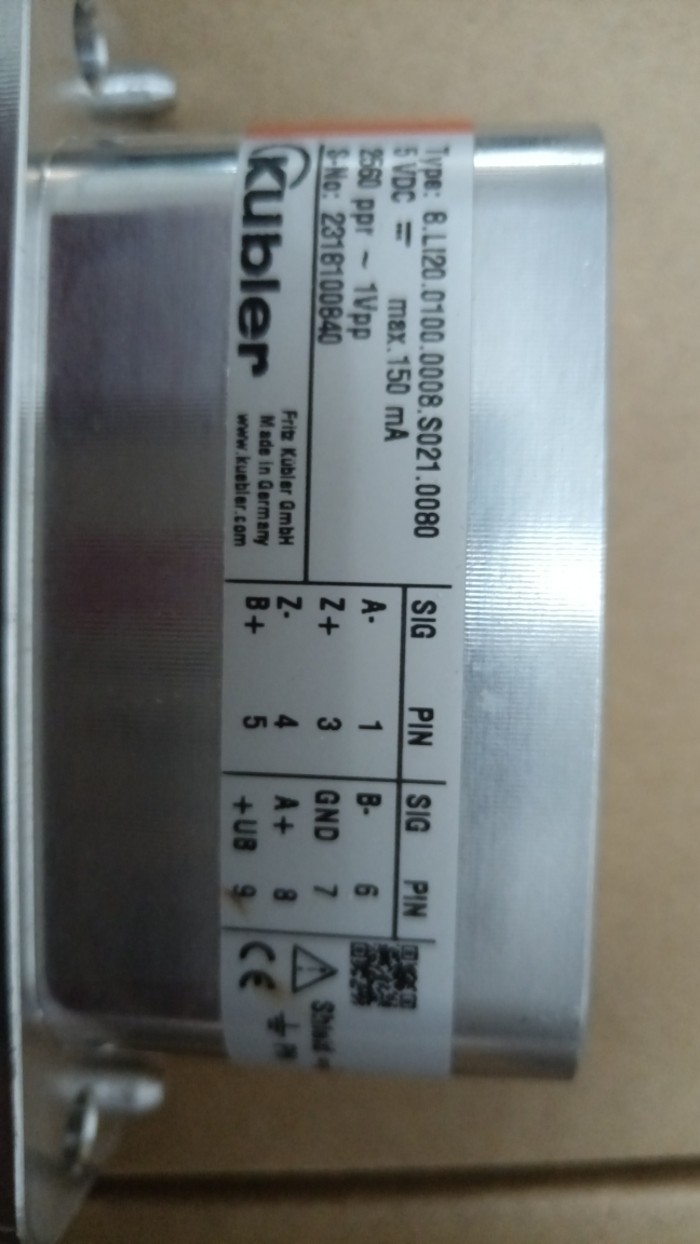 Type: 8.LI20.0100.0008.S021.0080
5 VDC ⎓ max.150 mA
2560 ppr ~ 1Vpp
S-No: 2318100840
Kübler
Fritz Kübler GmbH
Made in Germany
www.kuebler.com
SIG PIN SIG PIN
A- 1 B- 6
Z+ 3 GND 7
Z- 4 A+ 8
B+ 5 +UB 9
CE